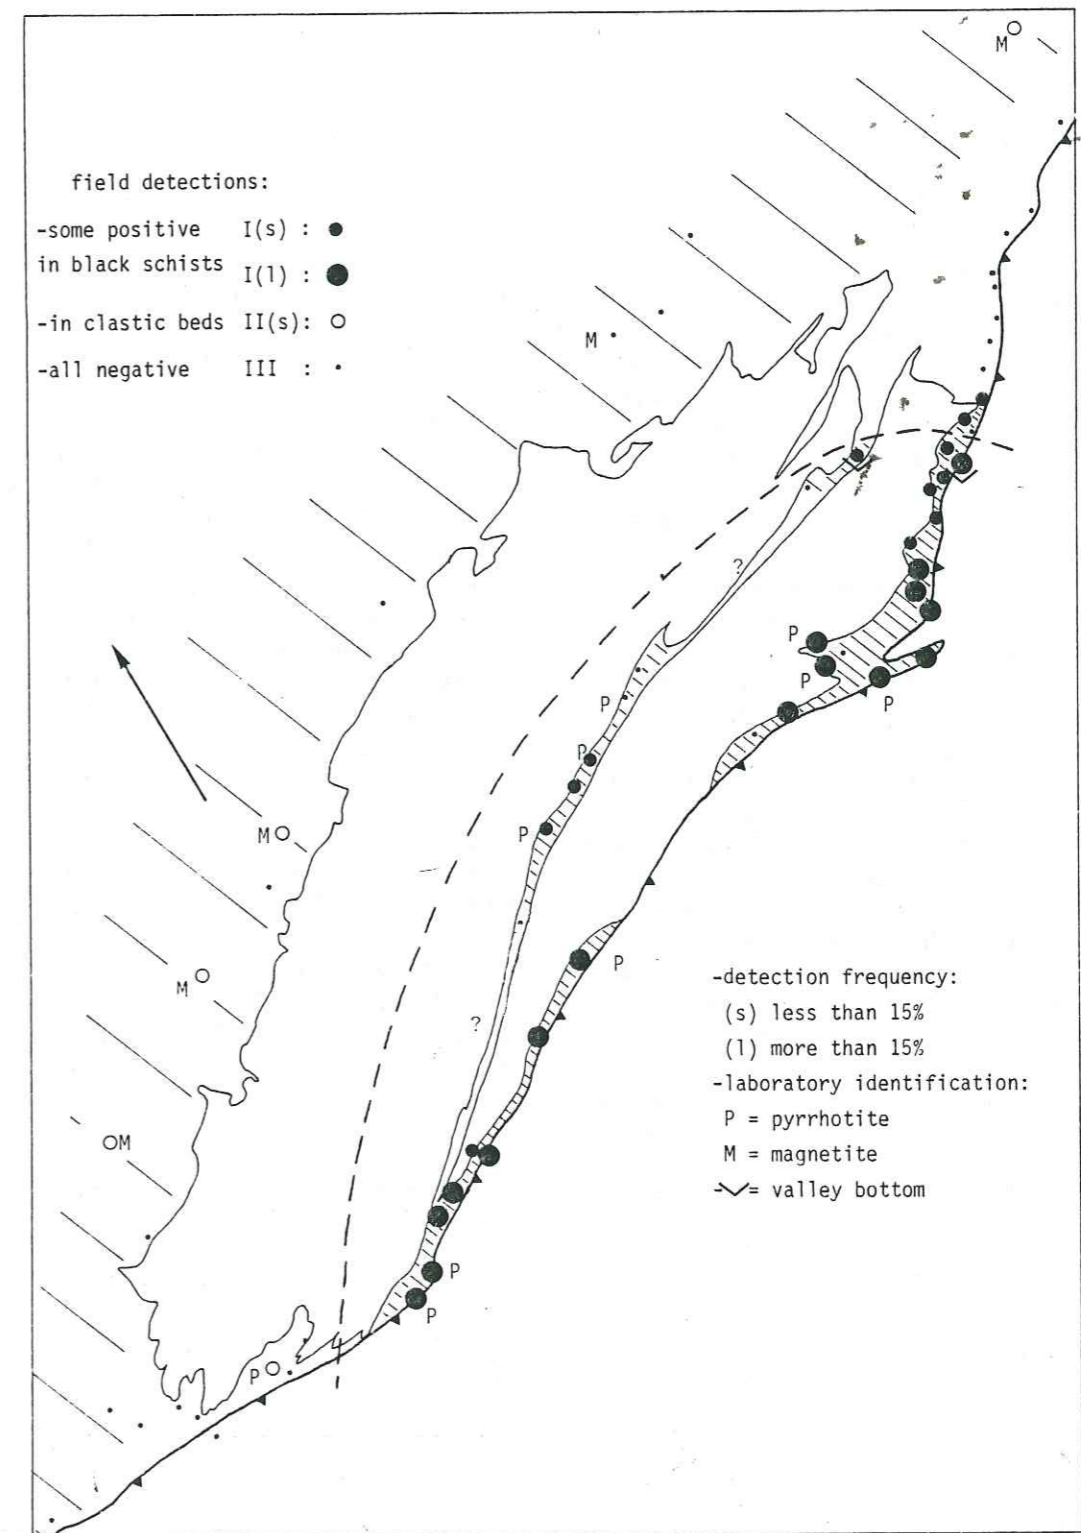 M
field detections:
-some positive I(s) :
in black schists I(l) :
-in clastic beds II(s):
-all negative III :
M
?
P
P
P
P
P
M
P
P
M
?
-detection frequency:
(s) less than 15%
(l) more than 15%
-laboratory identification:
P = pyrrhotite
M = magnetite
= valley bottom
M
P
P
P